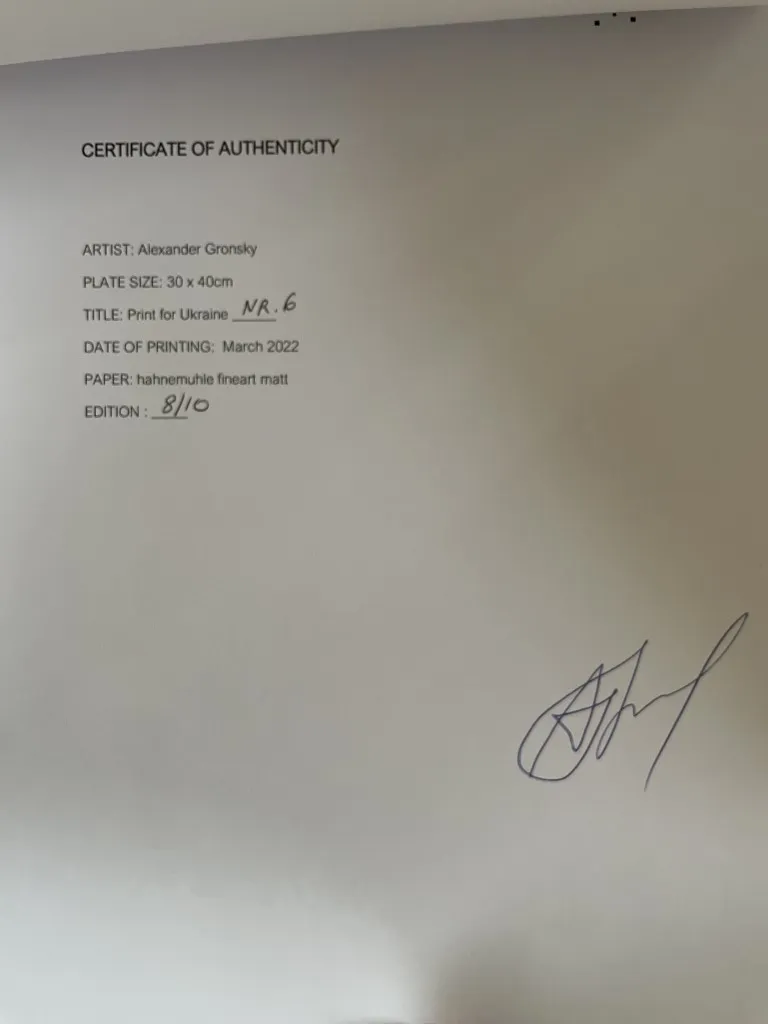 CERTIFICATE OF AUTHENTICITY
ARTIST: Alexander Gronsky
PLATE SIZE: 30 x 40cm
TITLE: Print for Ukraine NR.6
DATE OF PRINTING: March 2022
PAPER: hahnemuhle fineart matt
EDITION : 8/10